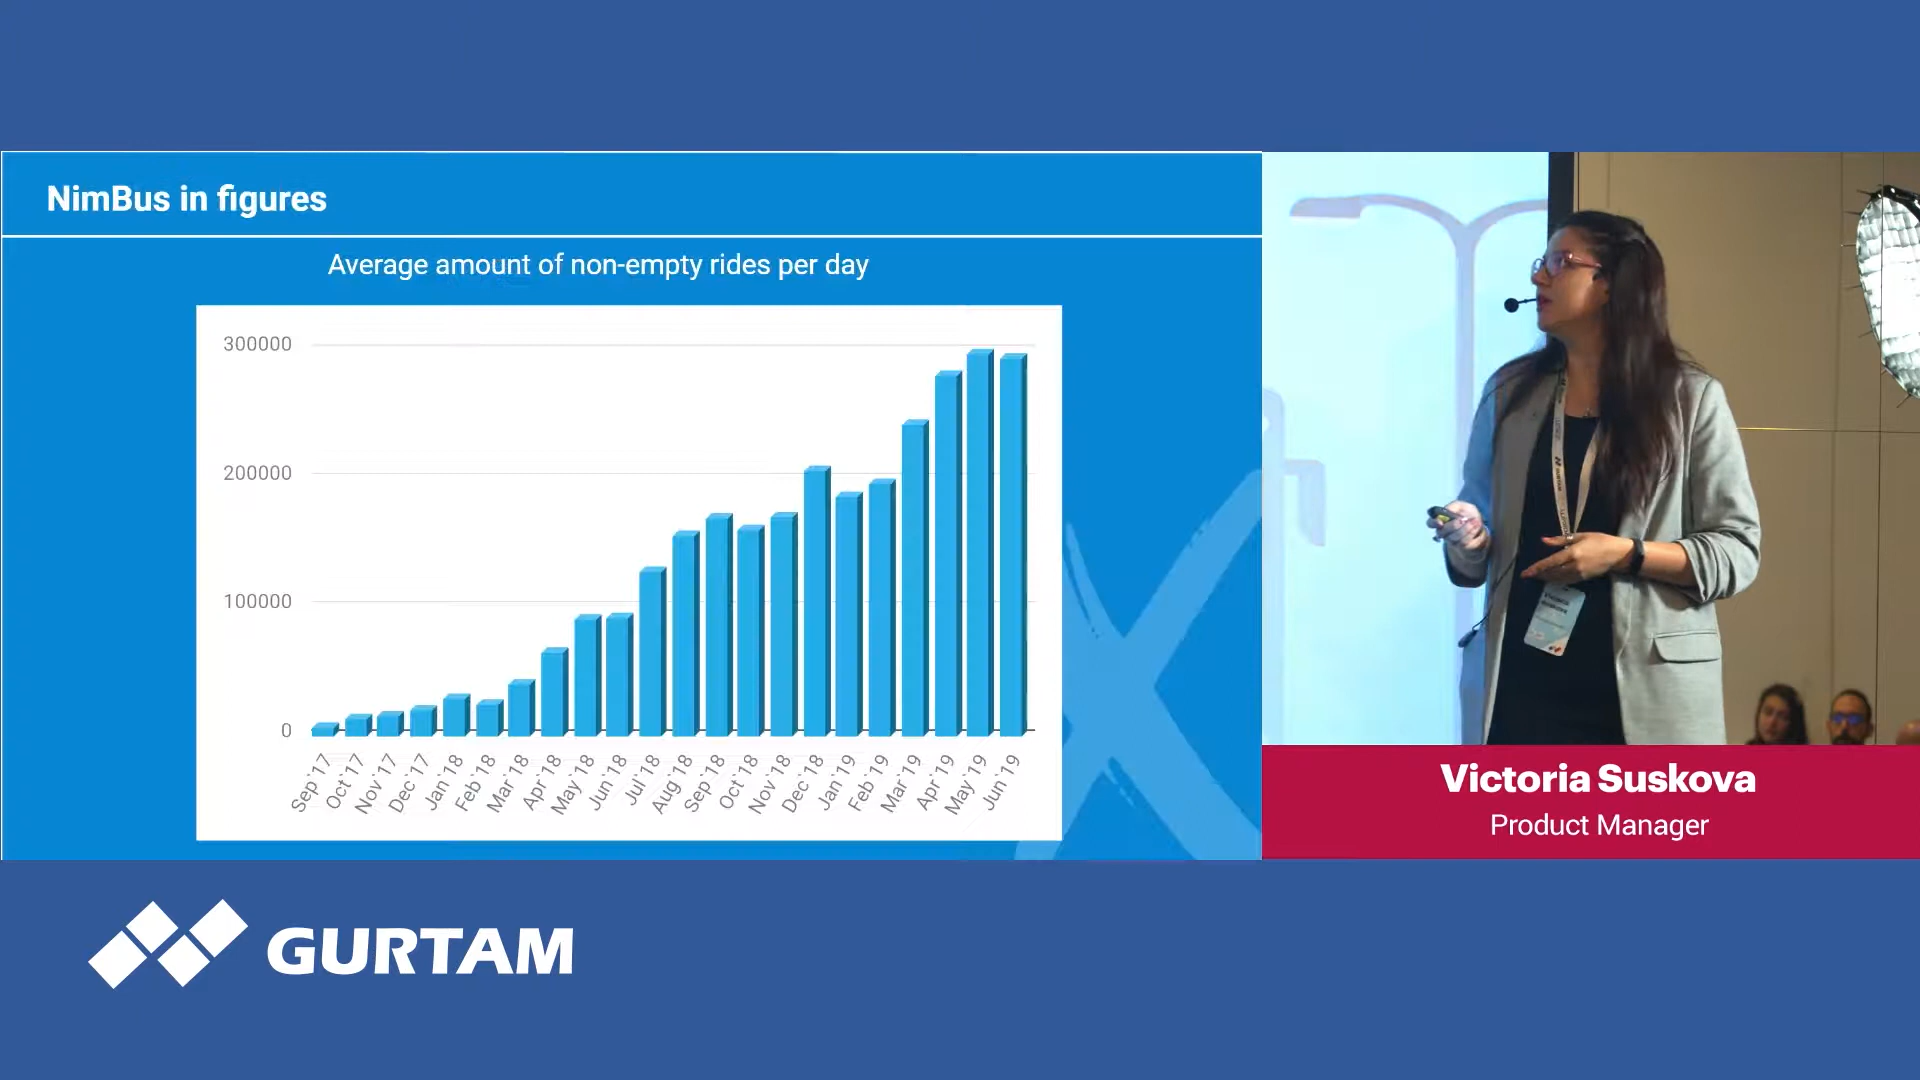 NimBus in figures
Average amount of non-empty rides per day
300000
200000
100000
0
Sep`17
Oct`17
Nov`17
Dec`17
Jan`18
Feb`18
Mar`18
Apr`18
May`18
Jun`18
Jul`18
Aug`18
Sep`18
Oct`18
Nov`18
Dec`18
Jan`19
Feb`19
Mar`19
Apr`19
May`19
Jun`19
Victoria Suskova
Product Manager
GURTAM